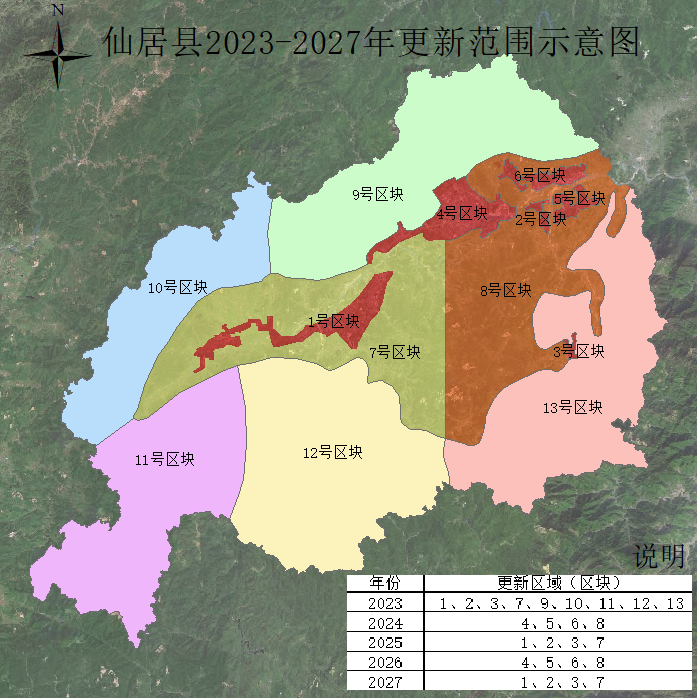 N
仙居县2023-2027年更新范围示意图
6号区块
9号区块
5号区块
4号区块
2号区块
10号区块
8号区块
1号区块
7号区块
3号区块
13号区块
12号区块
11号区块
说明
年份 更新区域（区块）
2023 1、2、3、7、9、10、11、12、13
2024 4、5、6、8
2025 1、2、3、7
2026 4、5、6、8
2027 1、2、3、7